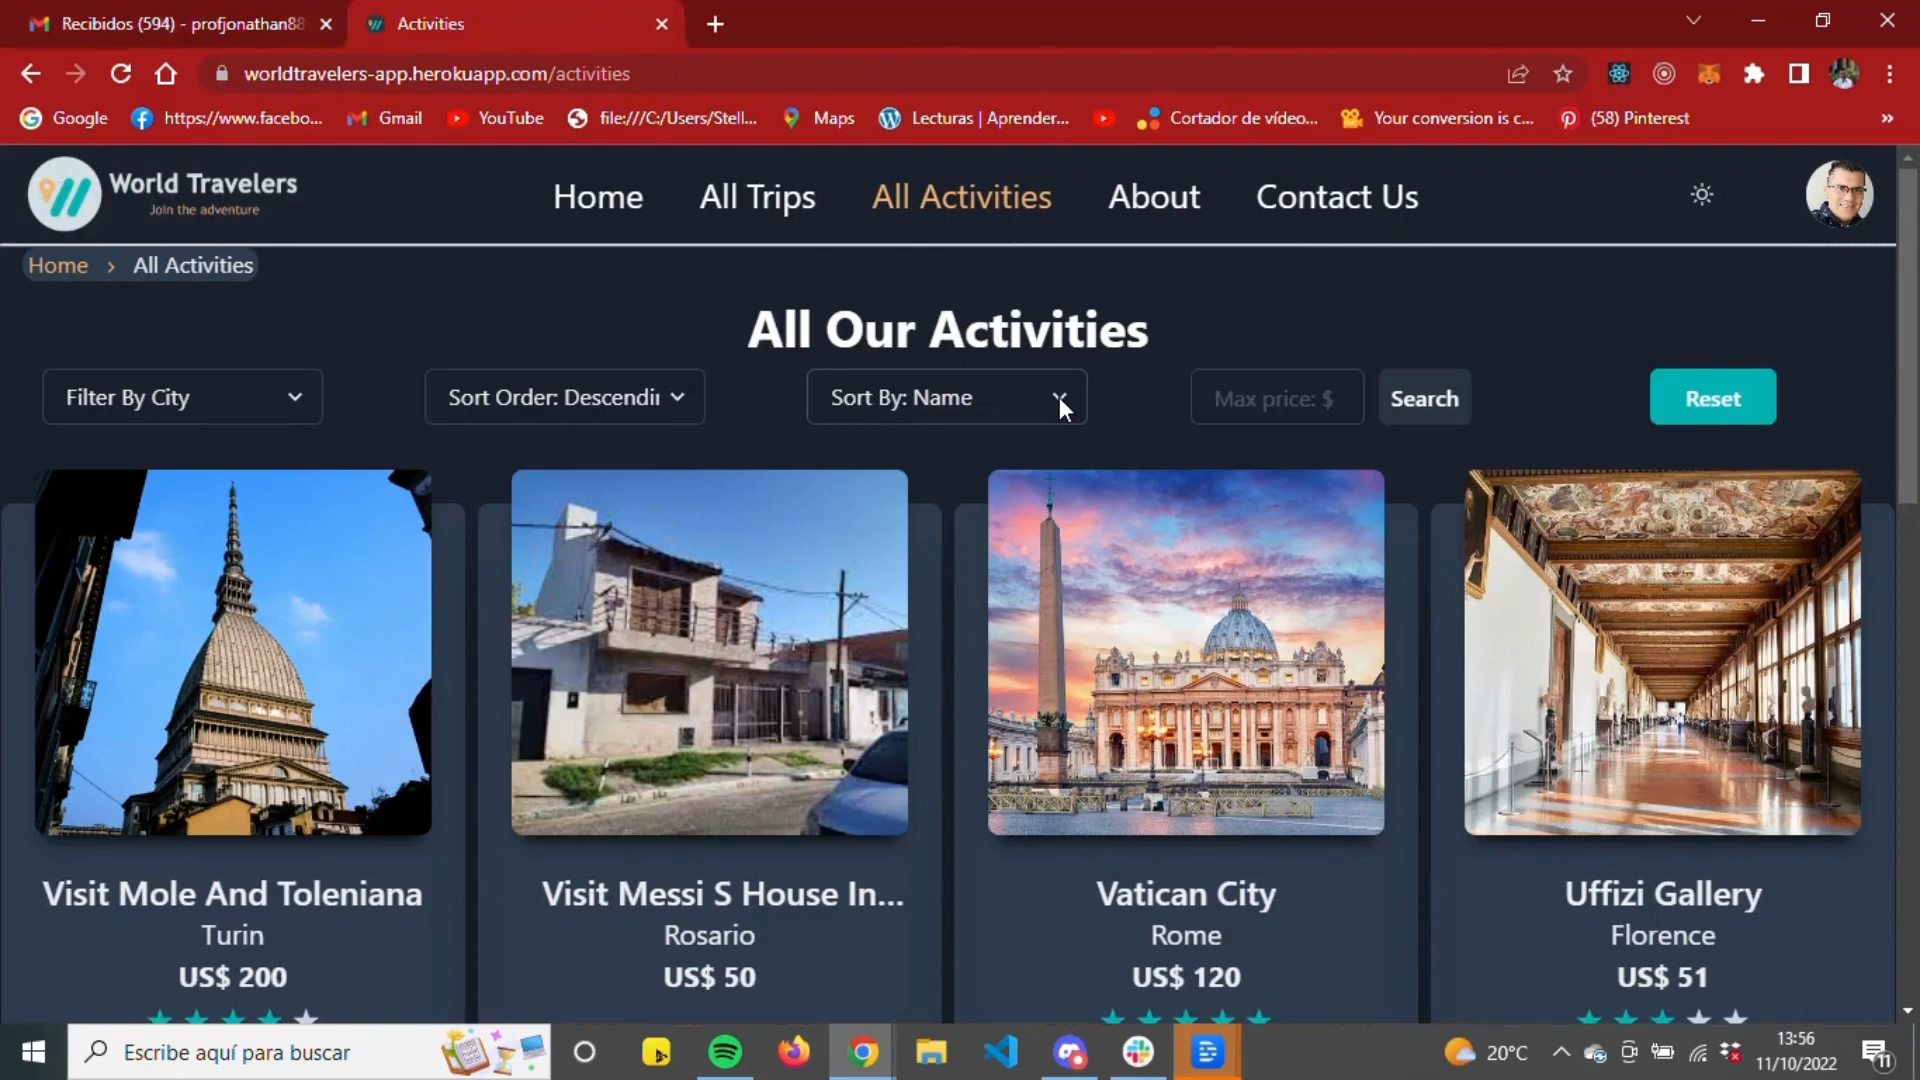 Recibidos (594) - profjonathan88
Activities
worldtravelers-app.herokuapp.com/activities
Google
https://www.facebo...
Gmail
YouTube
file:///C:/Users/Stell...
Maps
Lecturas | Aprender...
Cortador de vídeo...
Your conversion is c...
(58) Pinterest
»
World Travelers
Join the adventure
Home
All Trips
All Activities
About
Contact Us
Home › All Activities
All Our Activities
Filter By City
Sort Order: Descendin
Sort By: Name
Max price: $
Search
Reset
Visit Mole And Toleniana
Turin
US$ 200
Visit Messi S House In...
Rosario
US$ 50
Vatican City
Rome
US$ 120
Uffizi Gallery
Florence
US$ 51
Escribe aquí para buscar
20°C
13:56
11/10/2022
11